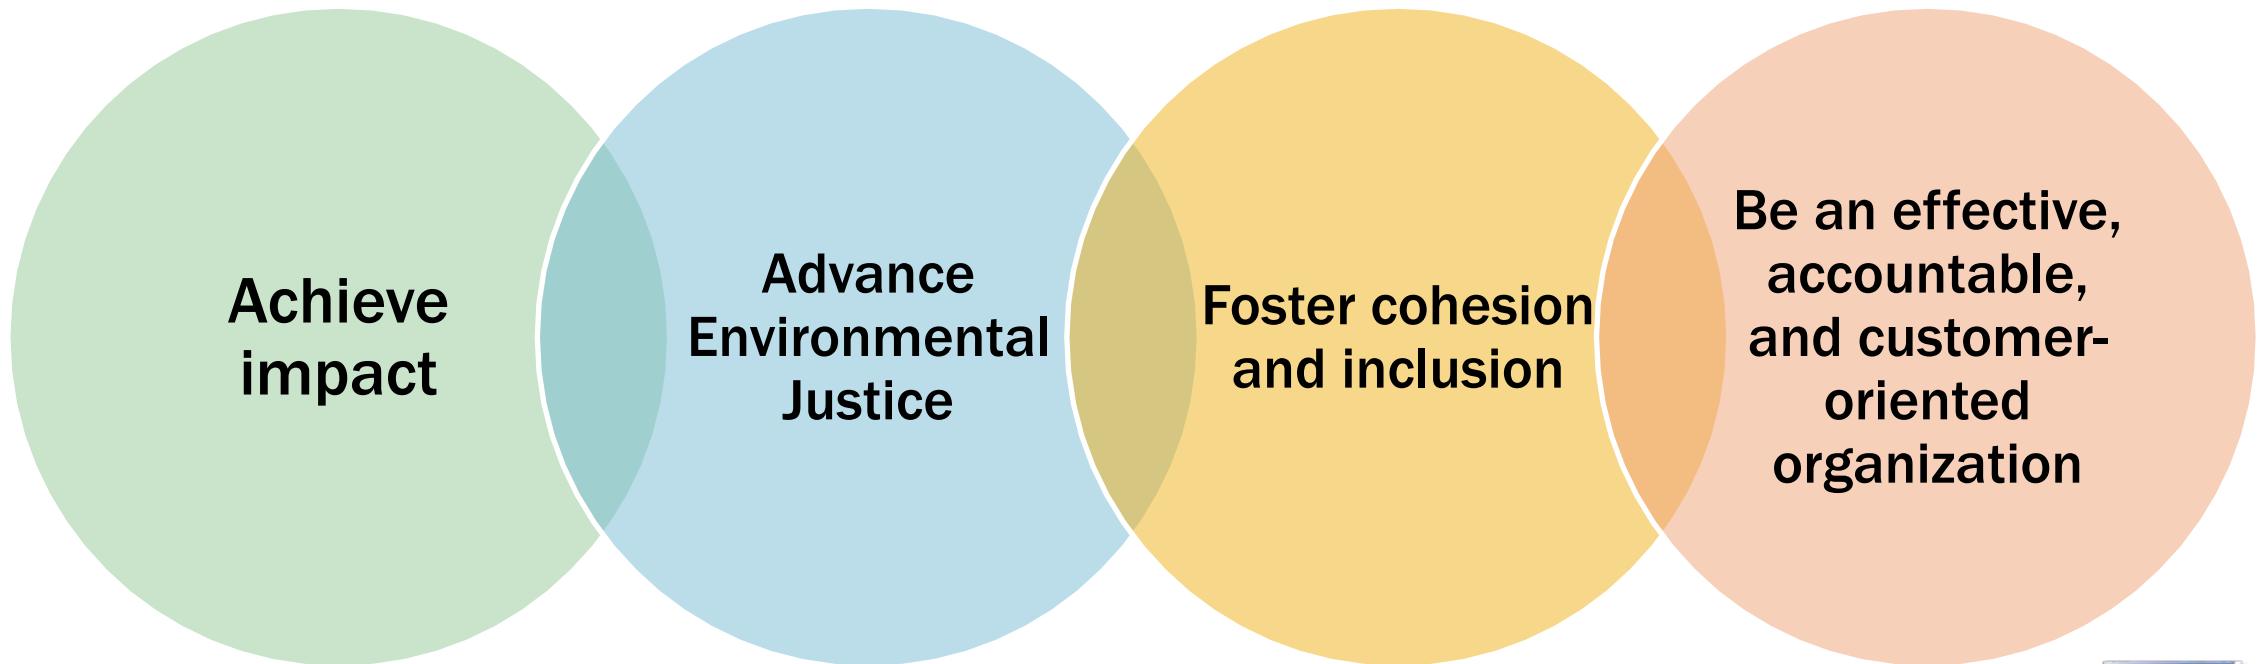 Achieve
impact
Advance
Environmental
Justice
Foster cohesion
and inclusion
Be an effective,
accountable,
and customer-
oriented
organization